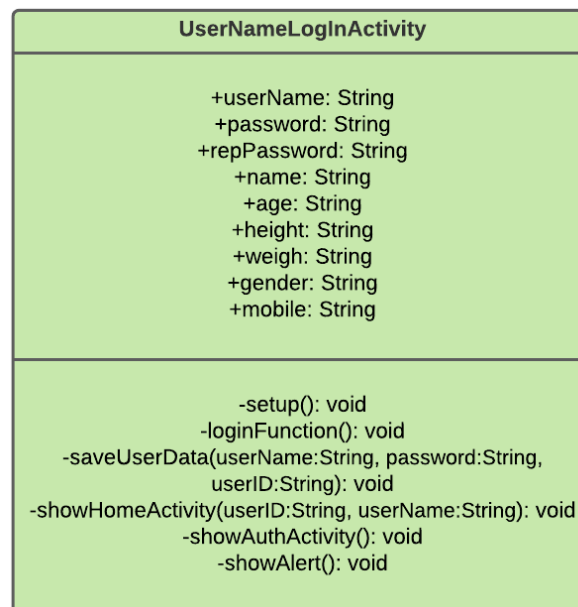 UserNameLogInActivity
+userName: String
+password: String
+repPassword: String
+name: String
+age: String
+height: String
+weigh: String
+gender: String
+mobile: String
-setup(): void
-loginFunction(): void
-saveUserData(userName:String, password:String,
userID:String): void
-showHomeActivity(userID:String, userName:String): void
-showAuthActivity(): void
-showAlert(): void